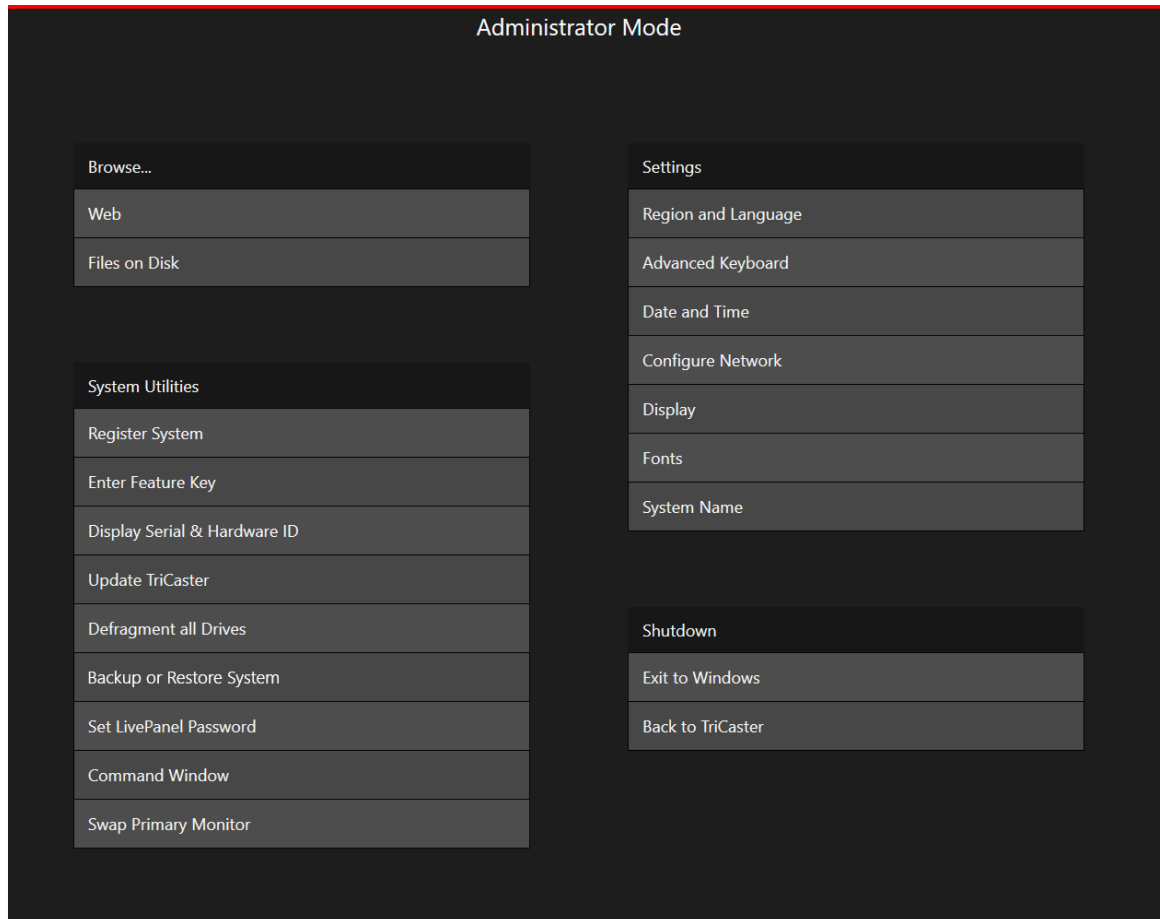 Administrator Mode
Browse...
Web
Files on Disk
System Utilities
Register System
Enter Feature Key
Display Serial & Hardware ID
Update TriCaster
Defragment all Drives
Backup or Restore System
Set LivePanel Password
Command Window
Swap Primary Monitor
Settings
Region and Language
Advanced Keyboard
Date and Time
Configure Network
Display
Fonts
System Name
Shutdown
Exit to Windows
Back to TriCaster